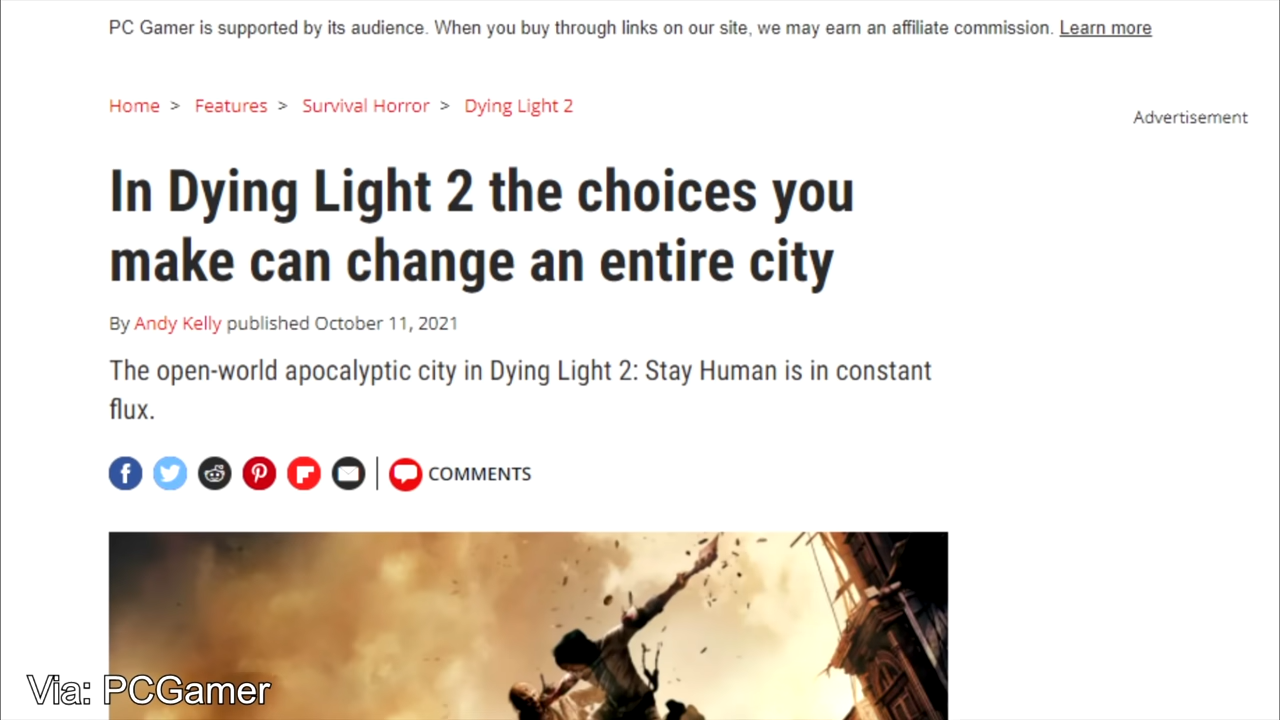 PC Gamer is supported by its audience. When you buy through links on our site, we may earn an affiliate commission. Learn more
Home > Features > Survival Horror > Dying Light 2
Advertisement
In Dying Light 2 the choices you
make can change an entire city
By Andy Kelly published October 11, 2021
The open-world apocalyptic city in Dying Light 2: Stay Human is in constant
flux.
COMMENTS
Via: PCGamer